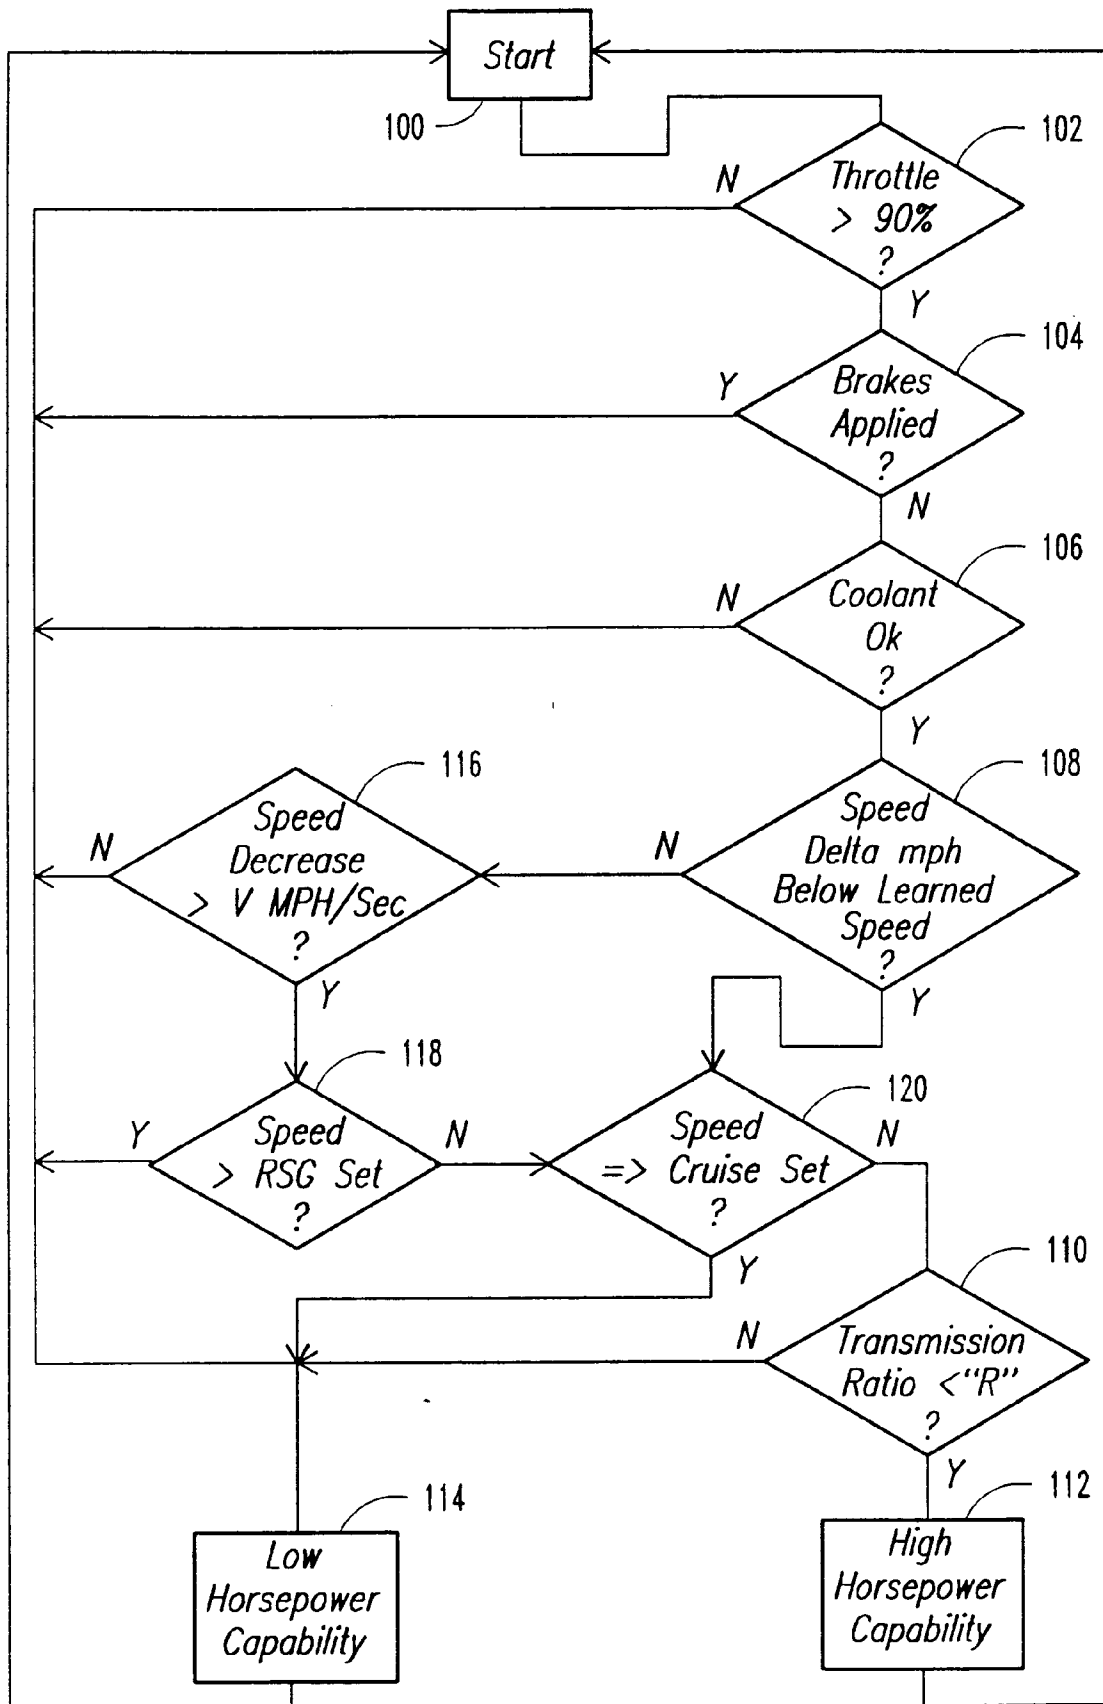 Start
100
102
N
Throttle
> 90%
?
Y
104
Y
Brakes
Applied
?
N
106
N
Coolant
Ok
?
Y
116
Speed
Decrease
> V MPH/Sec
?
N
Y
108
N
Speed
Delta mph
Below Learned
Speed
?
Y
118
Y
Speed
> RSG Set
?
N
120
Speed
=> Cruise Set
?
N
Y
110
N
Transmission
Ratio <"R"
?
Y
114
Low
Horsepower
Capability
112
High
Horsepower
Capability